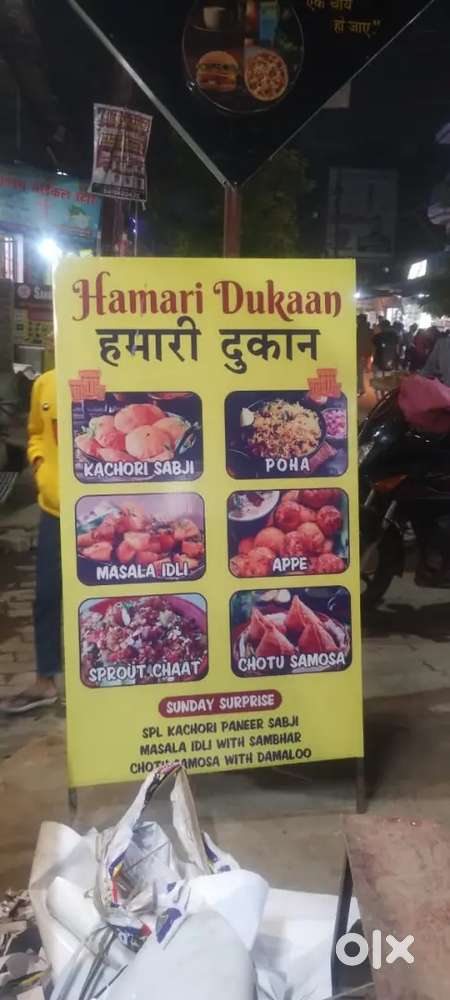 एक चाय
हो जाए."
Hamari Dukaan
हमारी दुकान
KACHORI SABJI
POHA
MASALA IDLI
APPE
SPROUT CHAAT
CHOTU SAMOSA
SUNDAY SURPRISE
SPL KACHORI PANEER SABJI
MASALA IDLI WITH SAMBHAR
CHOTU SAMOSA WITH DAMALOO
olx